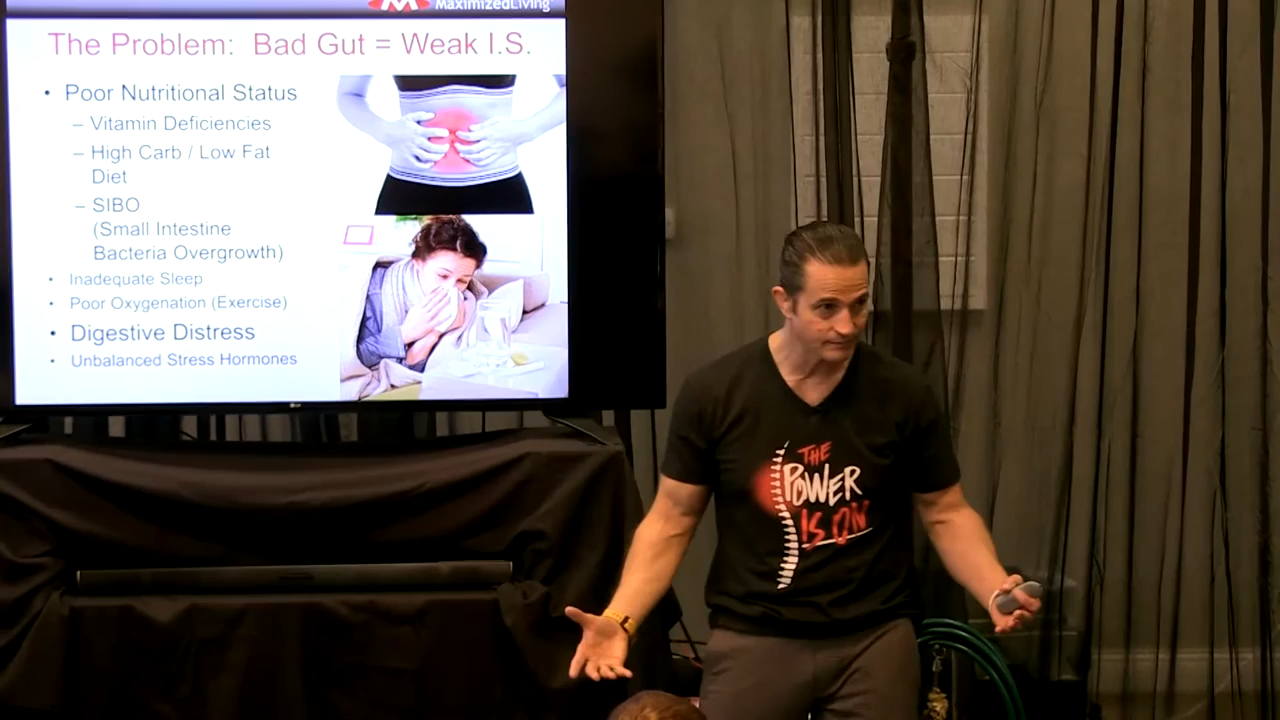 MaximizedLiving
The Problem: Bad Gut = Weak I.S.
• Poor Nutritional Status
– Vitamin Deficiencies
– High Carb / Low Fat
Diet
– SIBO
(Small Intestine
Bacteria Overgrowth)
• Inadequate Sleep
• Poor Oxygenation (Exercise)
• Digestive Distress
• Unbalanced Stress Hormones
LG
THE
POWER
IS ON